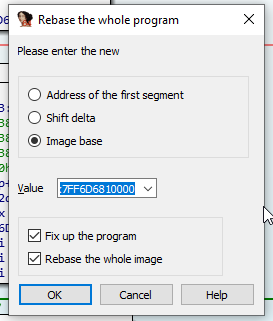 Rebase the whole program
Please enter the new
Address of the first segment
Shift delta
Image base
Value
:7FF6D6810000
Fix up the program
Rebase the whole image
OK
Cancel
Help